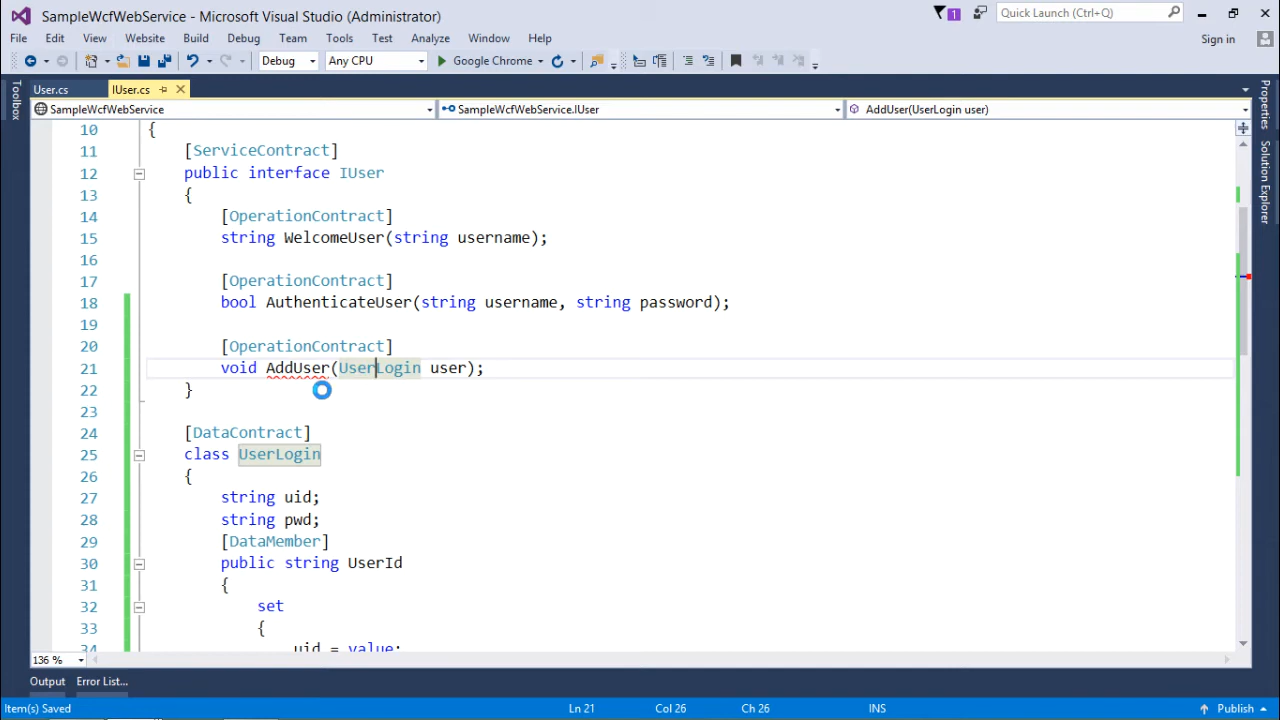 SampleWcfWebService - Microsoft Visual Studio (Administrator)
1
Quick Launch (Ctrl+Q)
File Edit View Website Build Debug Team Tools Test Analyze Window Help
Sign in
Debug Any CPU Google Chrome
Toolbox
User.cs IUser.cs
SampleWcfWebService SampleWcfWebService.IUser AddUser(UserLogin user)
10 {
11 [ServiceContract]
12 public interface IUser
13 {
14 [OperationContract]
15 string WelcomeUser(string username);
16
17 [OperationContract]
18 bool AuthenticateUser(string username, string password);
19
20 [OperationContract]
21 void AddUser(UserLogin user);
22 }
23
24 [DataContract]
25 class UserLogin
26 {
27 string uid;
28 string pwd;
29 [DataMember]
30 public string UserId
31 {
32 set
33 {
34 uid = value;
136 %
Properties
Solution Explorer
Output Error List...
Item(s) Saved Ln 21 Col 26 Ch 26 INS Publish